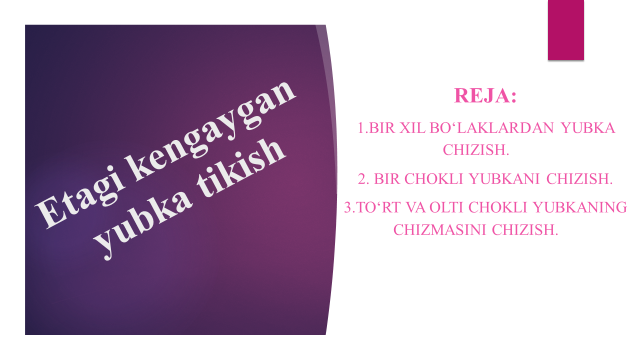 Etagi kengaygan
yubka tikish
REJA:
1.BIR XIL BO‘LAKLARDAN YUBKA
CHIZISH.
2. BIR CHOKLI YUBKANI CHIZISH.
3.TO‘RT VA OLTI CHOKLI YUBKANING
CHIZMASINI CHIZISH.